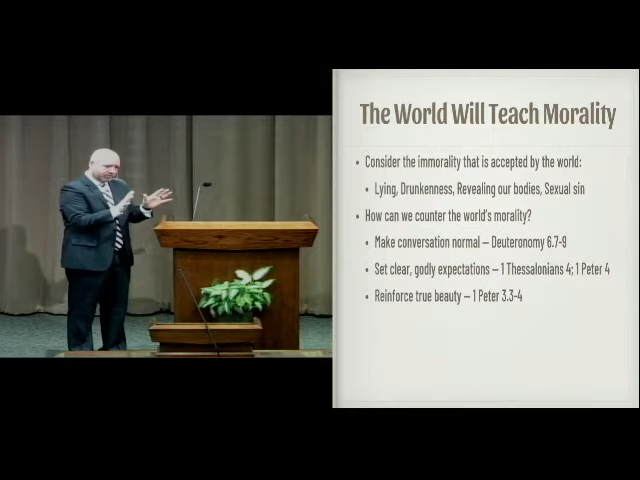 The World Will Teach Morality
• Consider the immorality that is accepted by the world:
• Lying, Drunkenness, Revealing our bodies, Sexual sin
• How can we counter the world's morality?
• Make conversation normal – Deuteronomy 6.7-9
• Set clear, godly expectations – 1 Thessalonians 4; 1 Peter 4
• Reinforce true beauty – 1 Peter 3.3-4